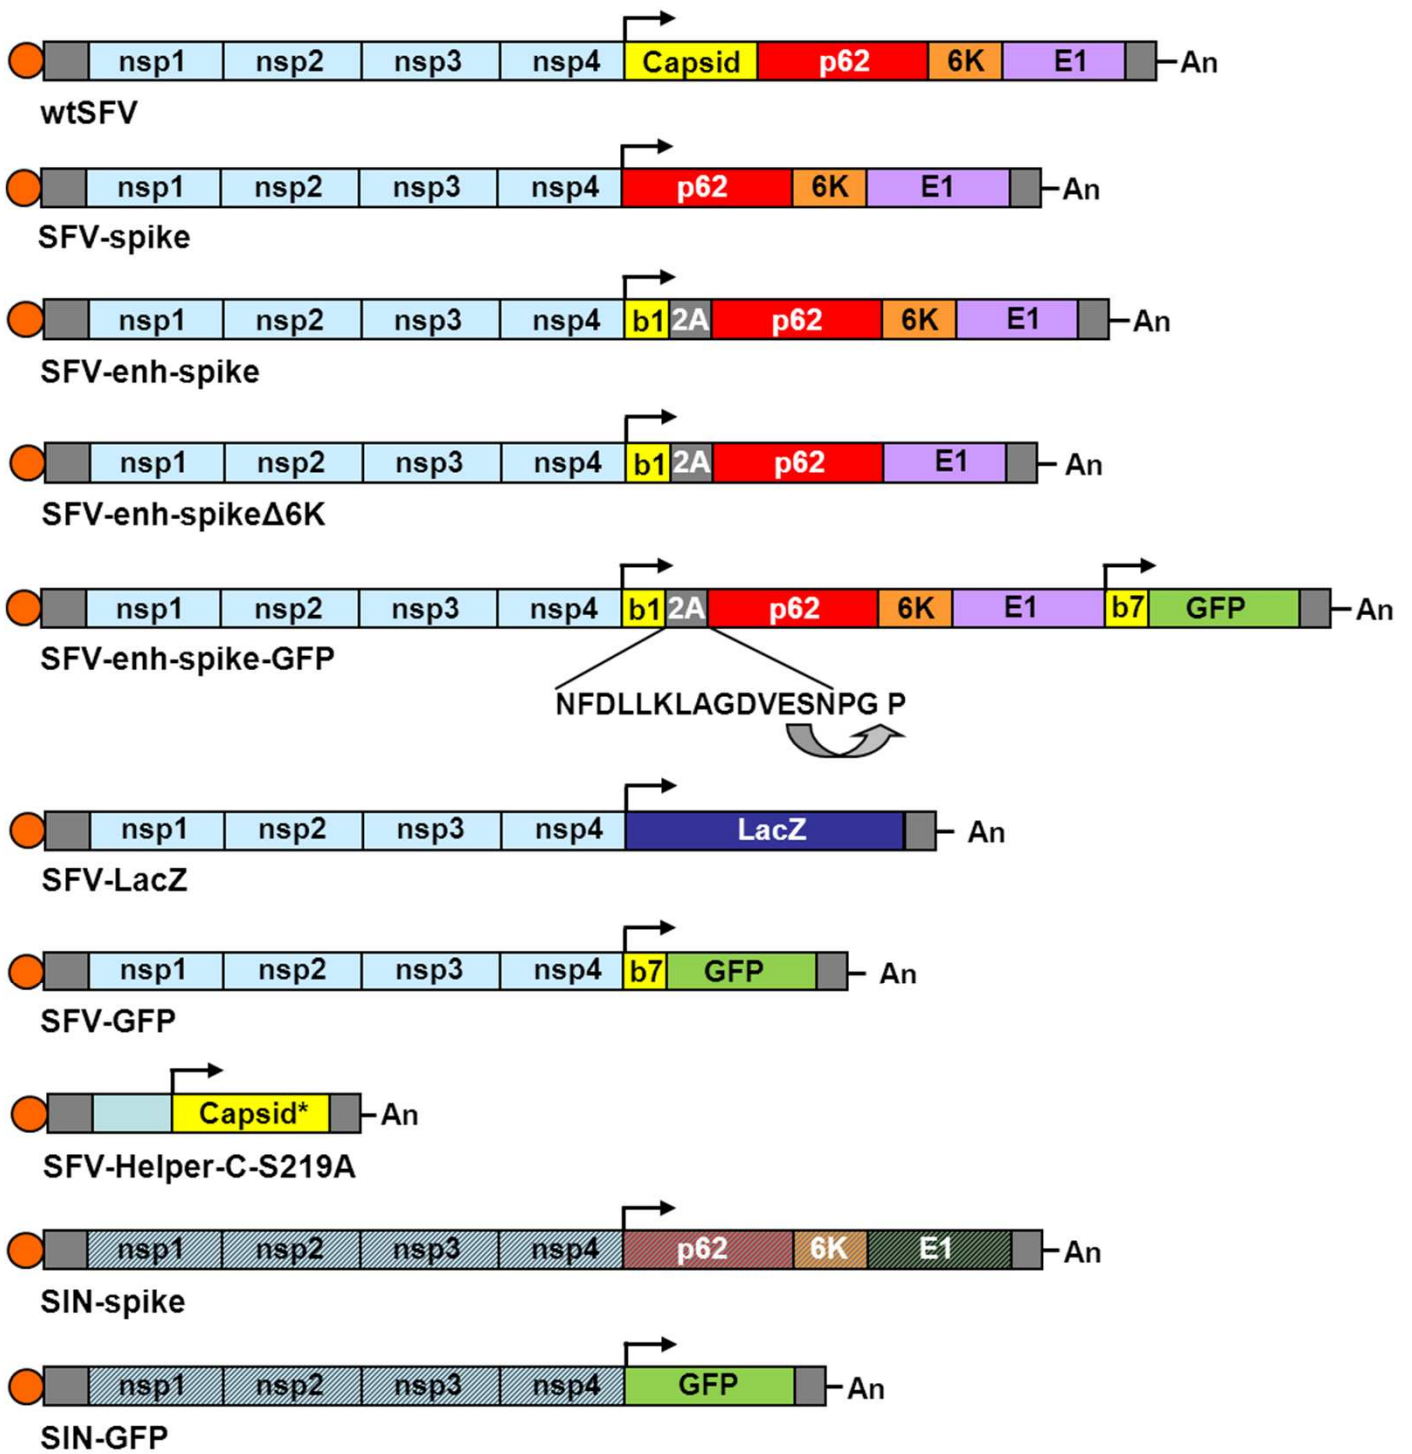 nsp1 nsp2 nsp3 nsp4 Capsid p62 6K E1 An
wtSFV
nsp1 nsp2 nsp3 nsp4 p62 6K E1 An
SFV-spike
nsp1 nsp2 nsp3 nsp4 b1 2A p62 6K E1 An
SFV-enh-spike
nsp1 nsp2 nsp3 nsp4 b1 2A p62 E1 An
SFV-enh-spikeΔ6K
nsp1 nsp2 nsp3 nsp4 b1 2A p62 6K E1 b7 GFP An
SFV-enh-spike-GFP
NFDLLKLAGDVESNPG P
nsp1 nsp2 nsp3 nsp4 LacZ An
SFV-LacZ
nsp1 nsp2 nsp3 nsp4 b7 GFP An
SFV-GFP
Capsid* An
SFV-Helper-C-S219A
nsp1 nsp2 nsp3 nsp4 p62 6K E1 An
SIN-spike
nsp1 nsp2 nsp3 nsp4 GFP An
SIN-GFP